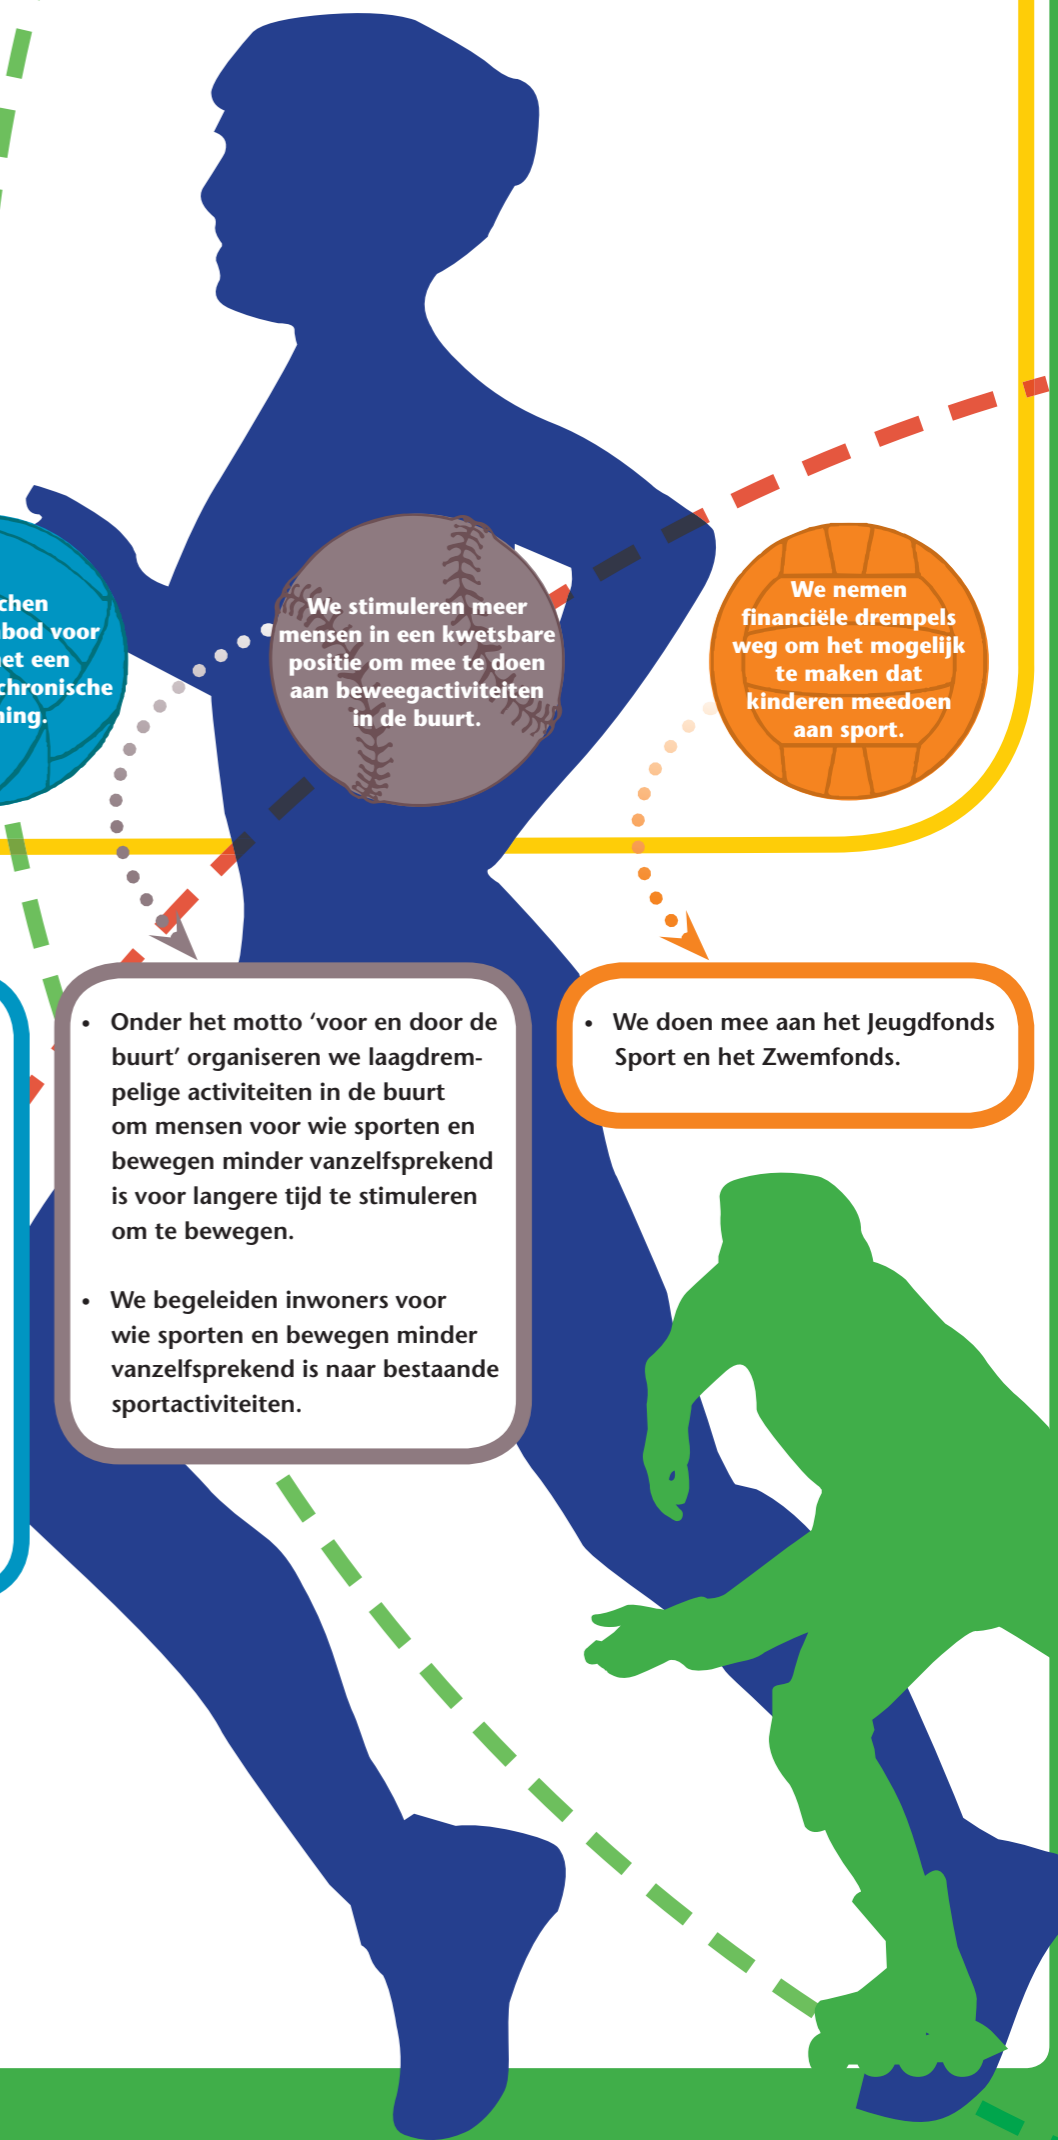 bod voor
een
chronische
We stimuleren meer
mensen in een kwetsbare
positie om mee te doen
aan beweegactiviteiten
in de buurt.
We nemen
financiële drempels
weg om het mogelijk
te maken dat
kinderen meedoen
aan sport.
• Onder het motto ‘voor en door de
buurt’ organiseren we laagdrem-
pelige activiteiten in de buurt
om mensen voor wie sporten en
bewegen minder vanzelfsprekend
is voor langere tijd te stimuleren
om te bewegen.
• We begeleiden inwoners voor
wie sporten en bewegen minder
vanzelfsprekend is naar bestaande
sportactiviteiten.
• We doen mee aan het Jeugdfonds
Sport en het Zwemfonds.